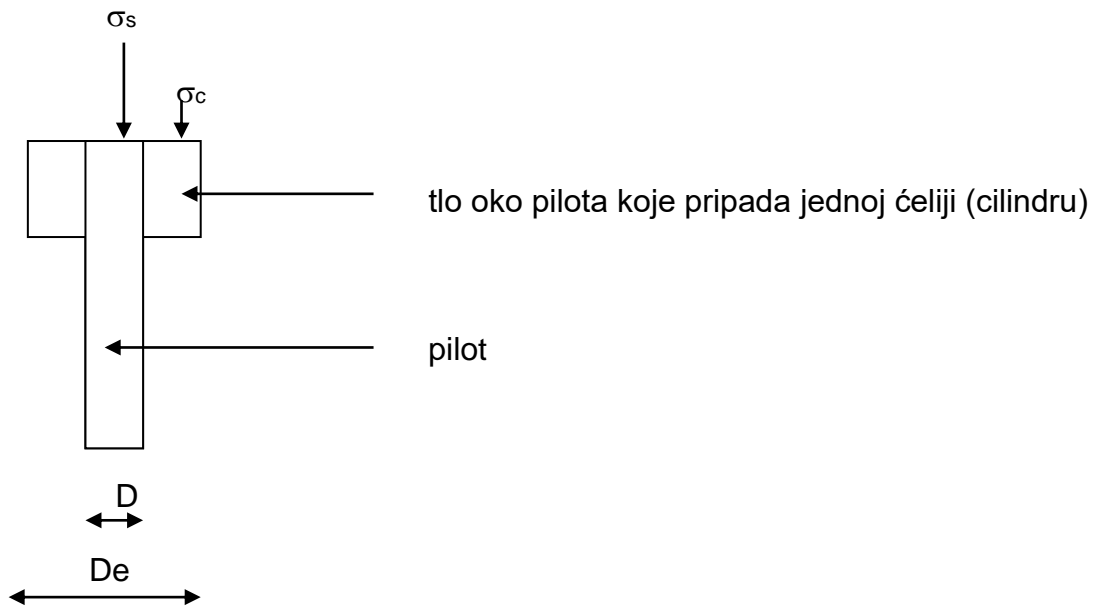 σs
σc
tlo oko pilota koje pripada jednoj ćeliji (cilindru)
pilot
D
De